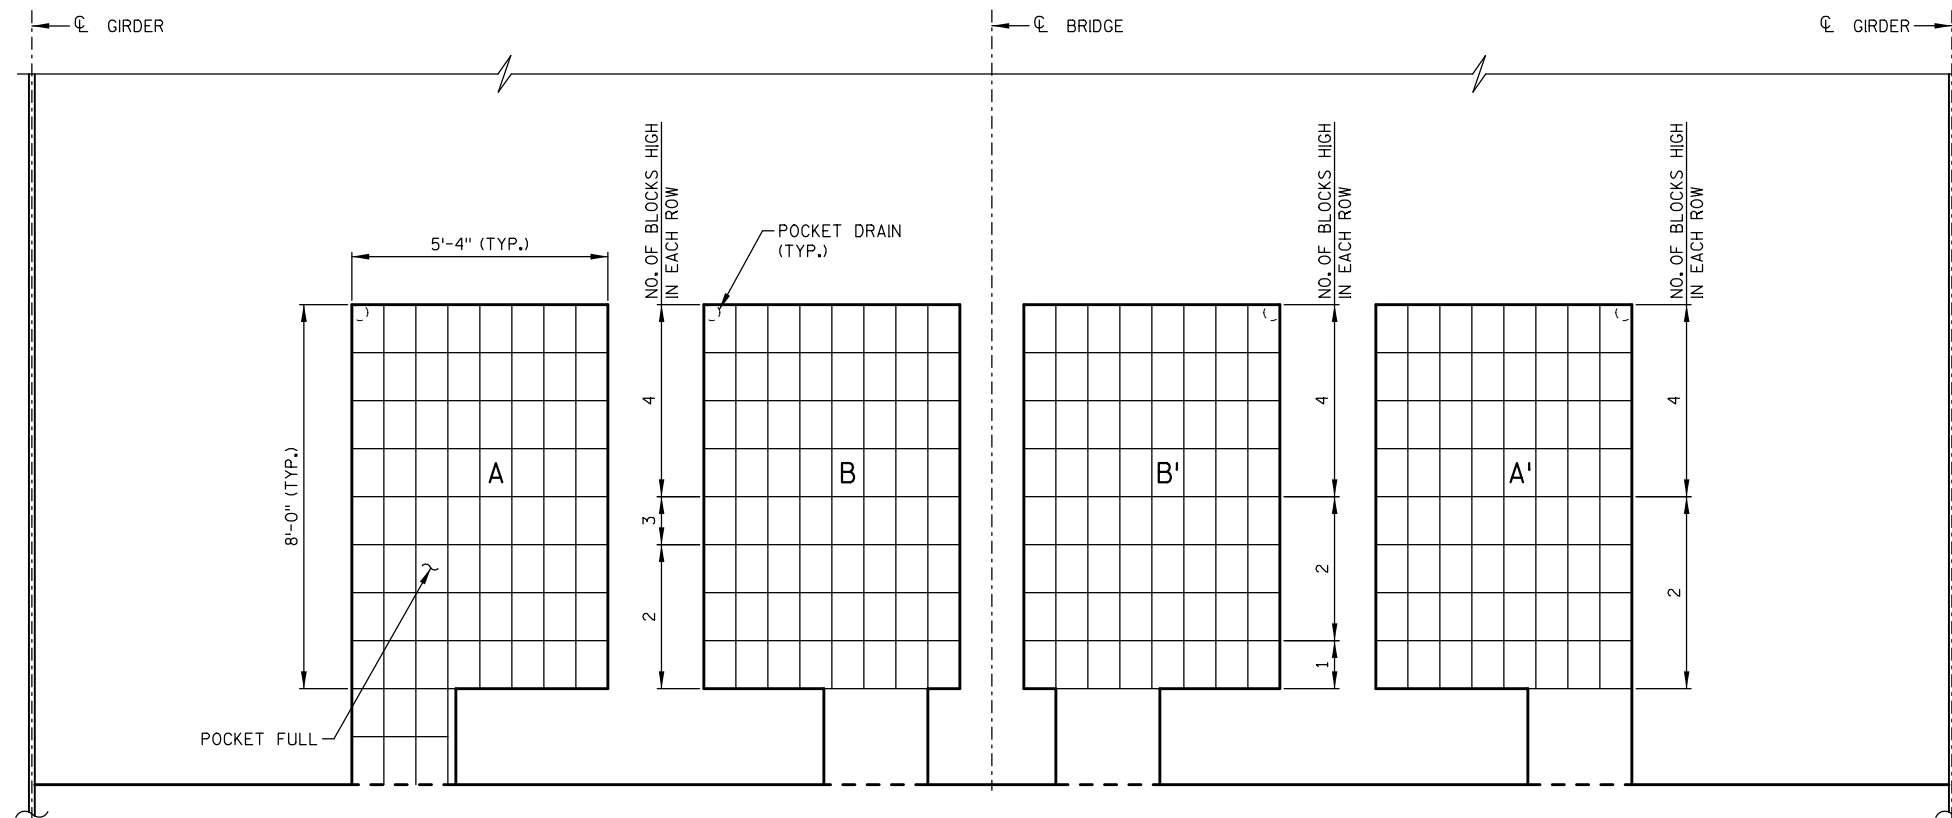 ℄ GIRDER
℄ BRIDGE
℄ GIRDER
NO. OF BLOCKS HIGH
IN EACH ROW
NO. OF BLOCKS HIGH
IN EACH ROW
NO. OF BLOCKS HIGH
IN EACH ROW
5'-4" (TYP.)
POCKET DRAIN
(TYP.)
8'-0" (TYP.)
A
4
3
2
B
B'
4
2
1
A'
4
2
POCKET FULL